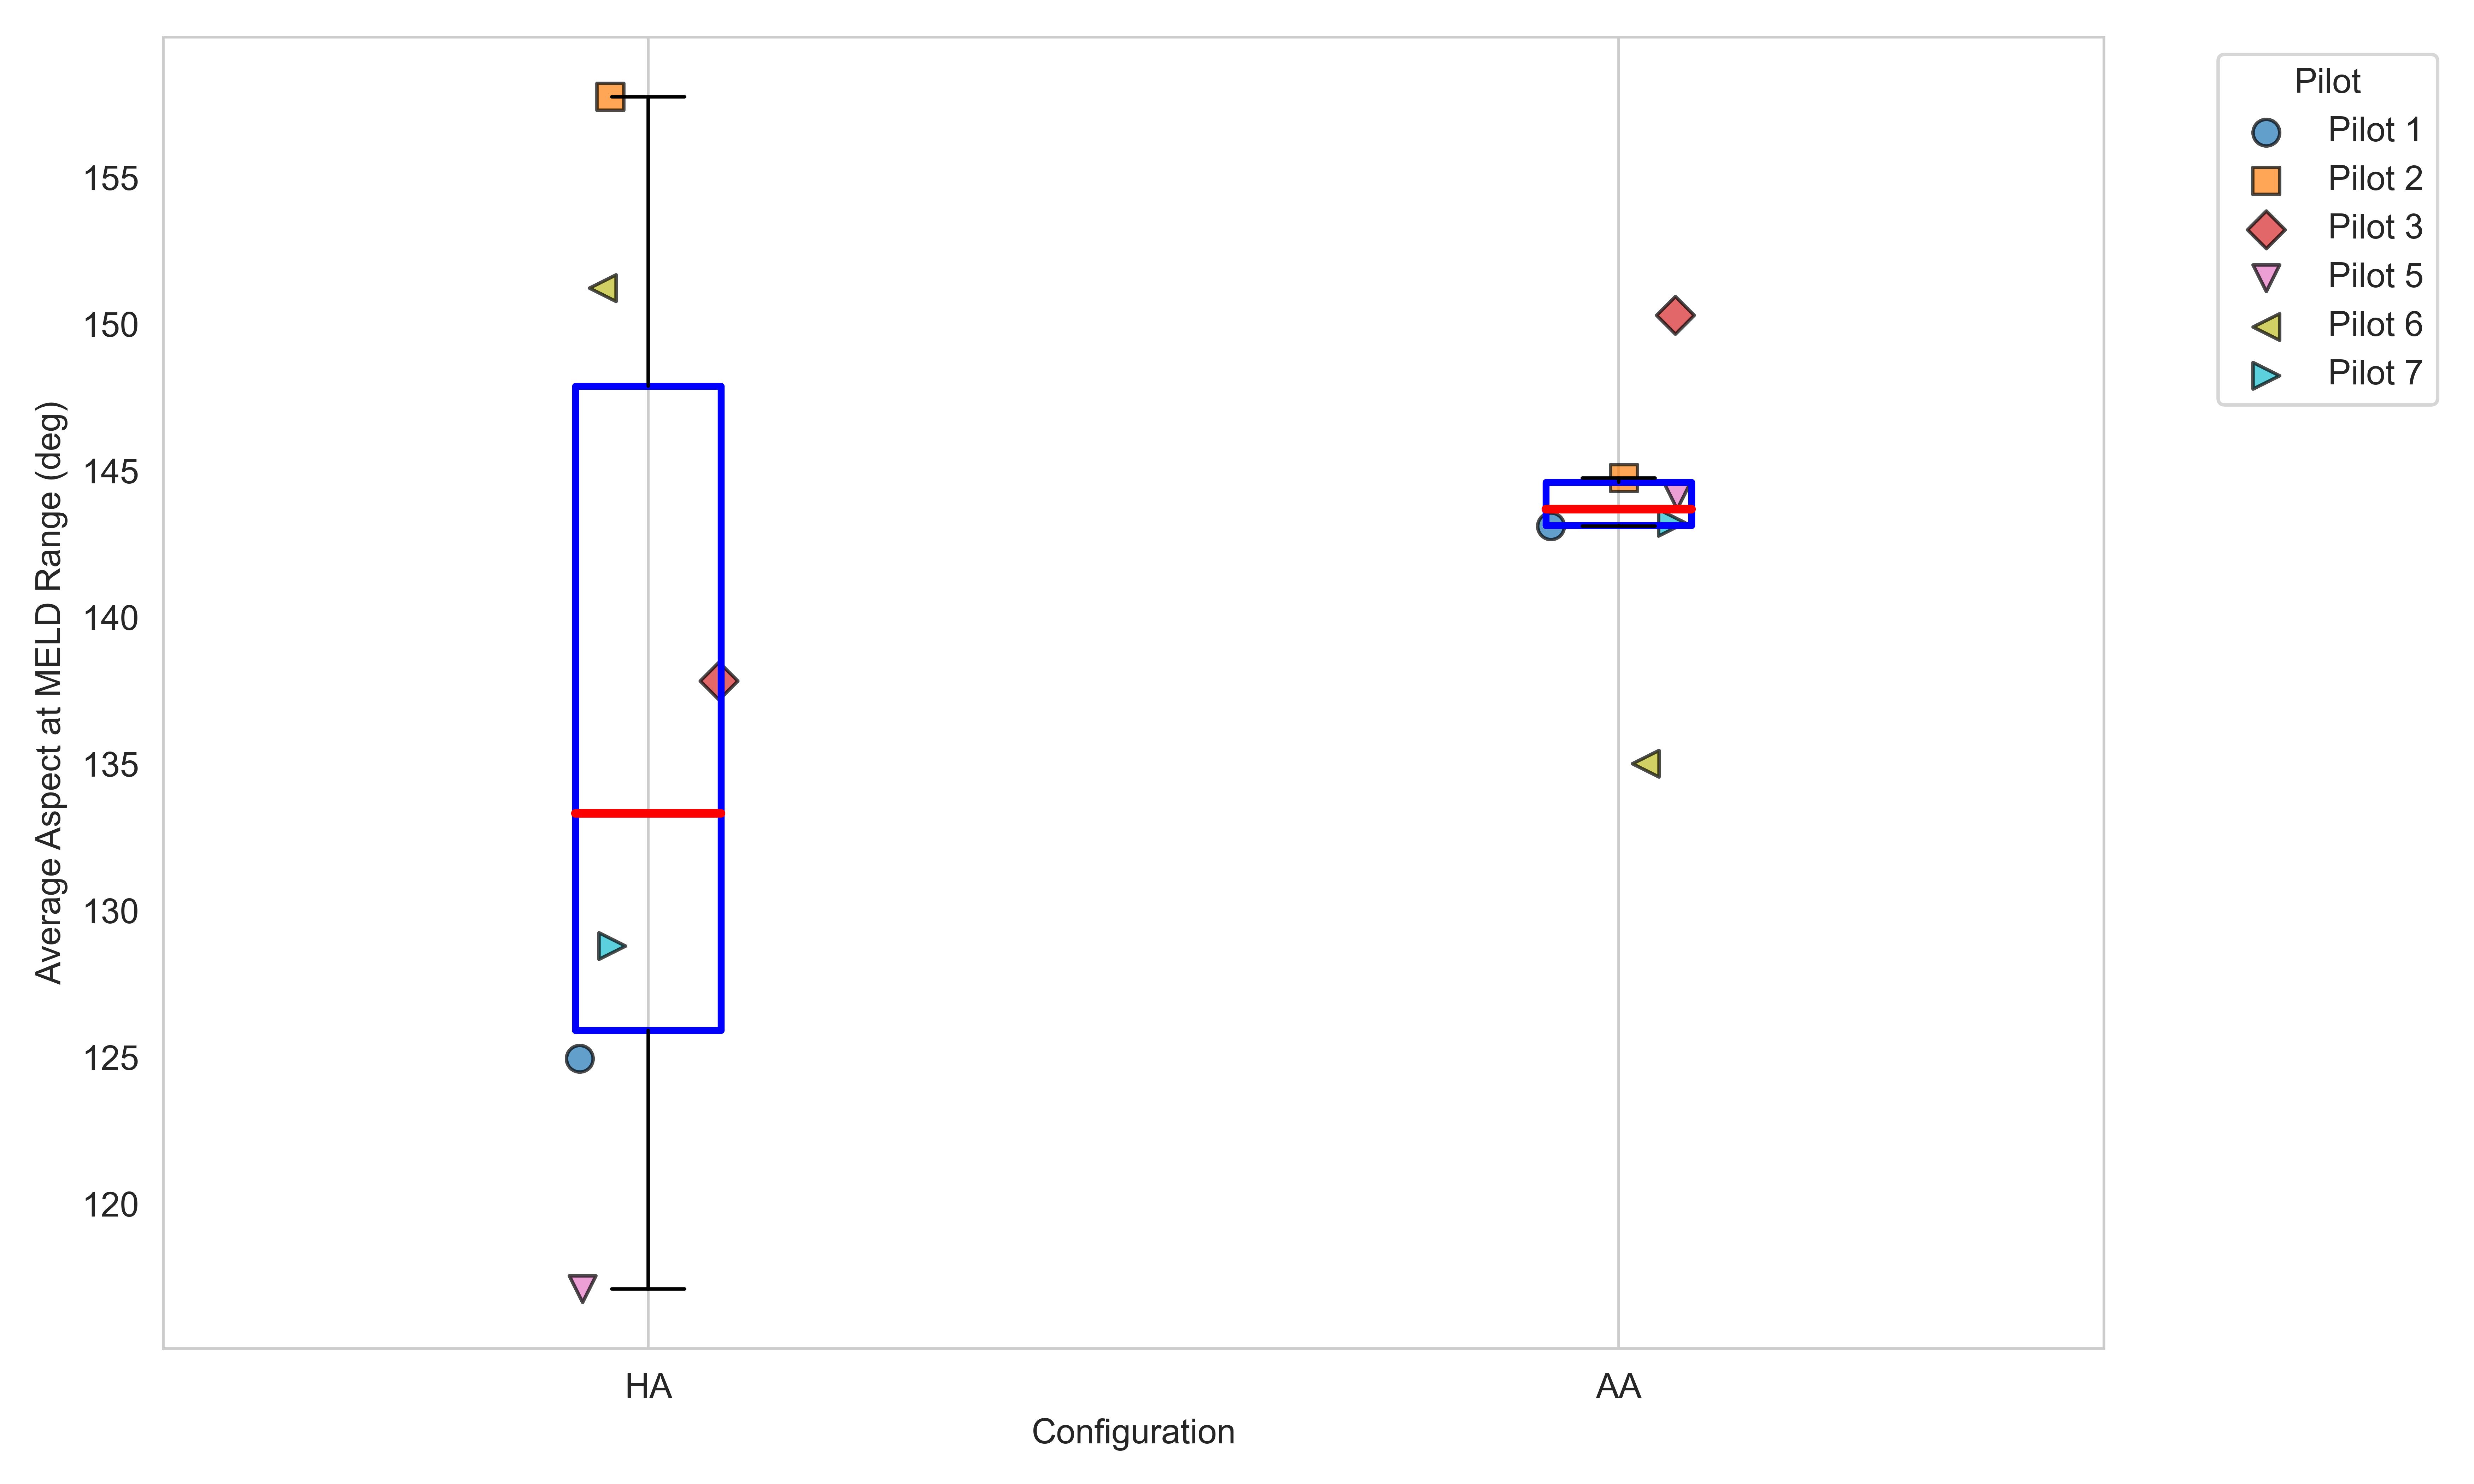 Average Aspect at MELD Range (deg)
155
150
145
140
135
130
125
120
HA
AA
Configuration
Pilot
Pilot 1
Pilot 2
Pilot 3
Pilot 5
Pilot 6
Pilot 7